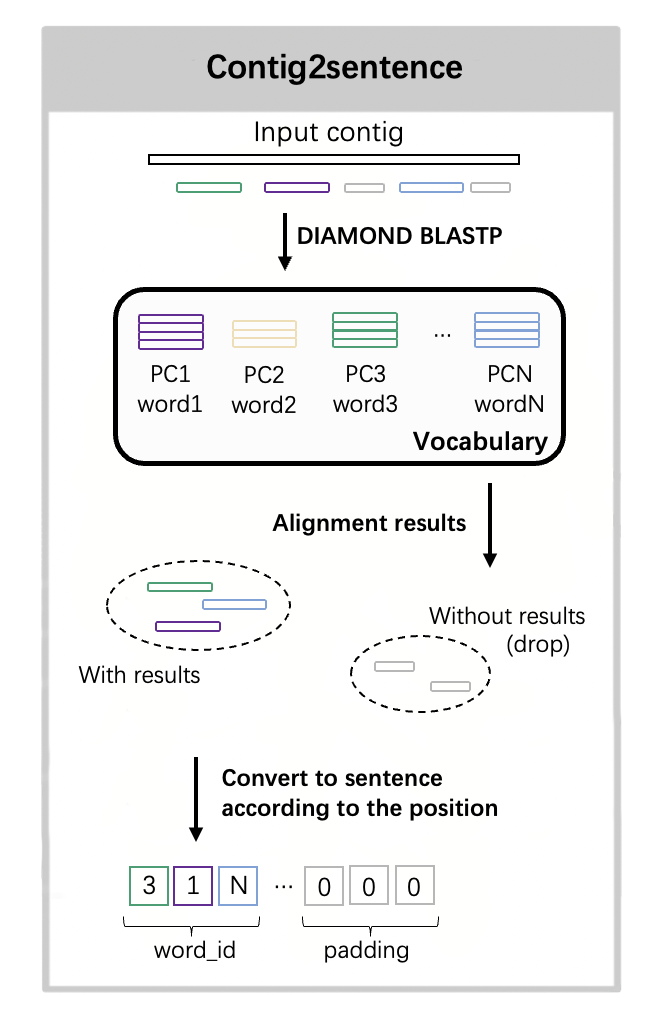 Contig2sentence
Input contig
DIAMOND BLASTP
PC1 PC2 PC3 ... PCN
word1 word2 word3 wordN
Vocabulary
Alignment results
Without results
(drop)
With results
Convert to sentence
according to the position
3 1 N ... 0 0 0
word_id padding